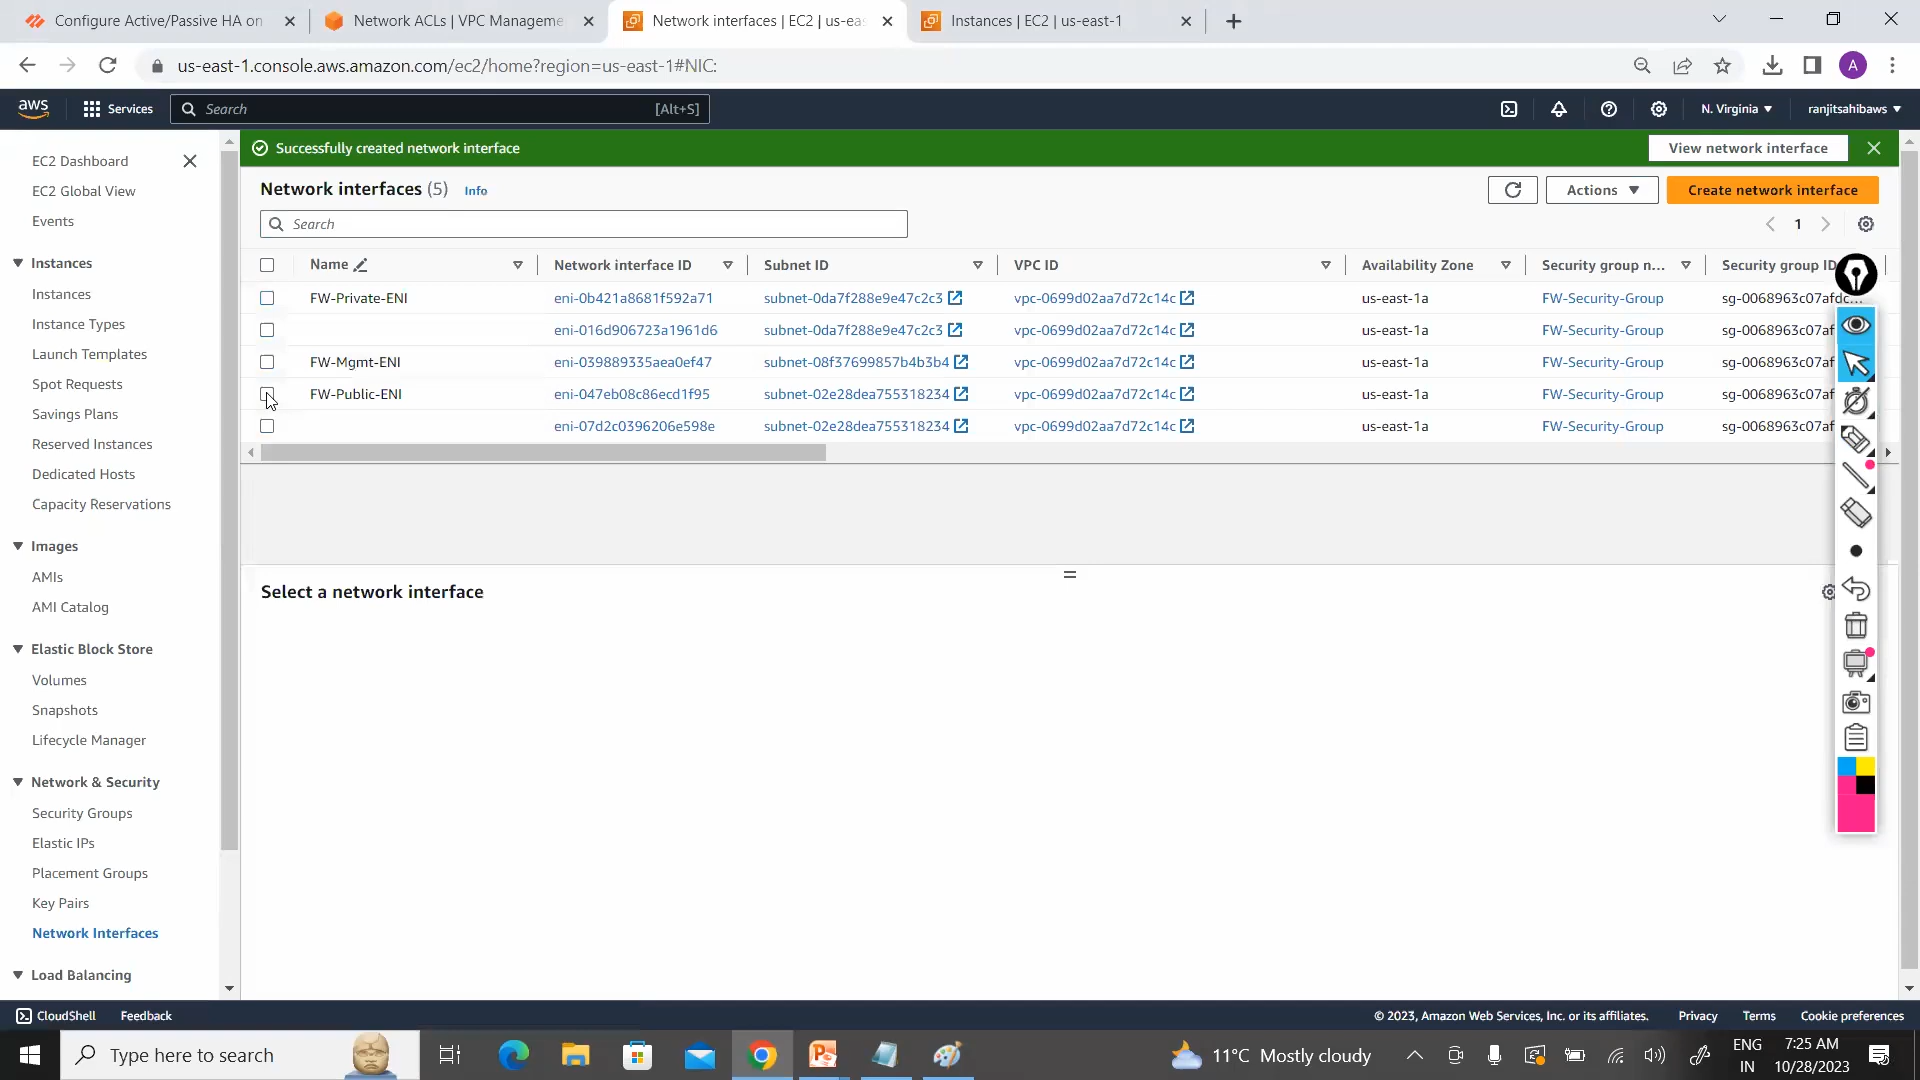 Configure Active/Passive HA on
Network ACLs | VPC Manageme
Network interfaces | EC2 | us-eas
Instances | EC2 | us-east-1
us-east-1.console.aws.amazon.com/ec2/home?region=us-east-1#NIC:
A
aws
Services
Search
[Alt+S]
N. Virginia
ranjitsahibaws
EC2 Dashboard
EC2 Global View
Events
Instances
Instances
Instance Types
Launch Templates
Spot Requests
Savings Plans
Reserved Instances
Dedicated Hosts
Capacity Reservations
Images
AMIs
AMI Catalog
Elastic Block Store
Volumes
Snapshots
Lifecycle Manager
Network & Security
Security Groups
Elastic IPs
Placement Groups
Key Pairs
Network Interfaces
Load Balancing
Successfully created network interface
View network interface
Network interfaces (5) Info
Actions
Create network interface
Search
1
Name Network interface ID Subnet ID VPC ID Availability Zone Security group n... Security group ID
FW-Private-ENI eni-0b421a8681f592a71 subnet-0da7f288e9e47c2c3 vpc-0699d02aa7d72c14c us-east-1a FW-Security-Group sg-0068963c07afdc...
eni-016d906723a1961d6 subnet-0da7f288e9e47c2c3 vpc-0699d02aa7d72c14c us-east-1a FW-Security-Group sg-0068963c07af
FW-Mgmt-ENI eni-039889335aea0ef47 subnet-08f37699857b4b3b4 vpc-0699d02aa7d72c14c us-east-1a FW-Security-Group sg-0068963c07af
FW-Public-ENI eni-047eb08c86ecd1f95 subnet-02e28dea755318234 vpc-0699d02aa7d72c14c us-east-1a FW-Security-Group sg-0068963c07af
eni-07d2c0396206e598e subnet-02e28dea755318234 vpc-0699d02aa7d72c14c us-east-1a FW-Security-Group sg-0068963c07af
Select a network interface
CloudShell
Feedback
© 2023, Amazon Web Services, Inc. or its affiliates.
Privacy
Terms
Cookie preferences
Type here to search
11°C Mostly cloudy
ENG
IN
7:25 AM
10/28/2023